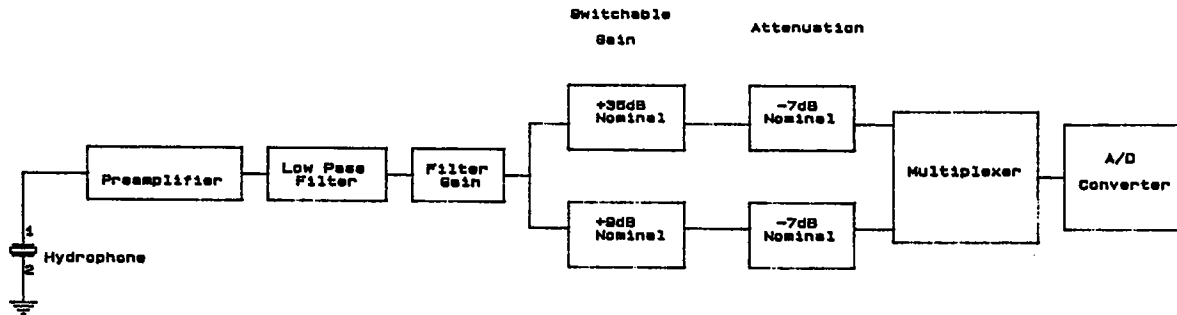 Switchable
Gain
Attenuation
+35dB
Nominal
-7dB
Nominal
Preamplifier
Low Pass
Filter
Filter
Gain
Multiplexer
A/D
Converter
+9dB
Nominal
-7dB
Nominal
1
2
Hydrophone